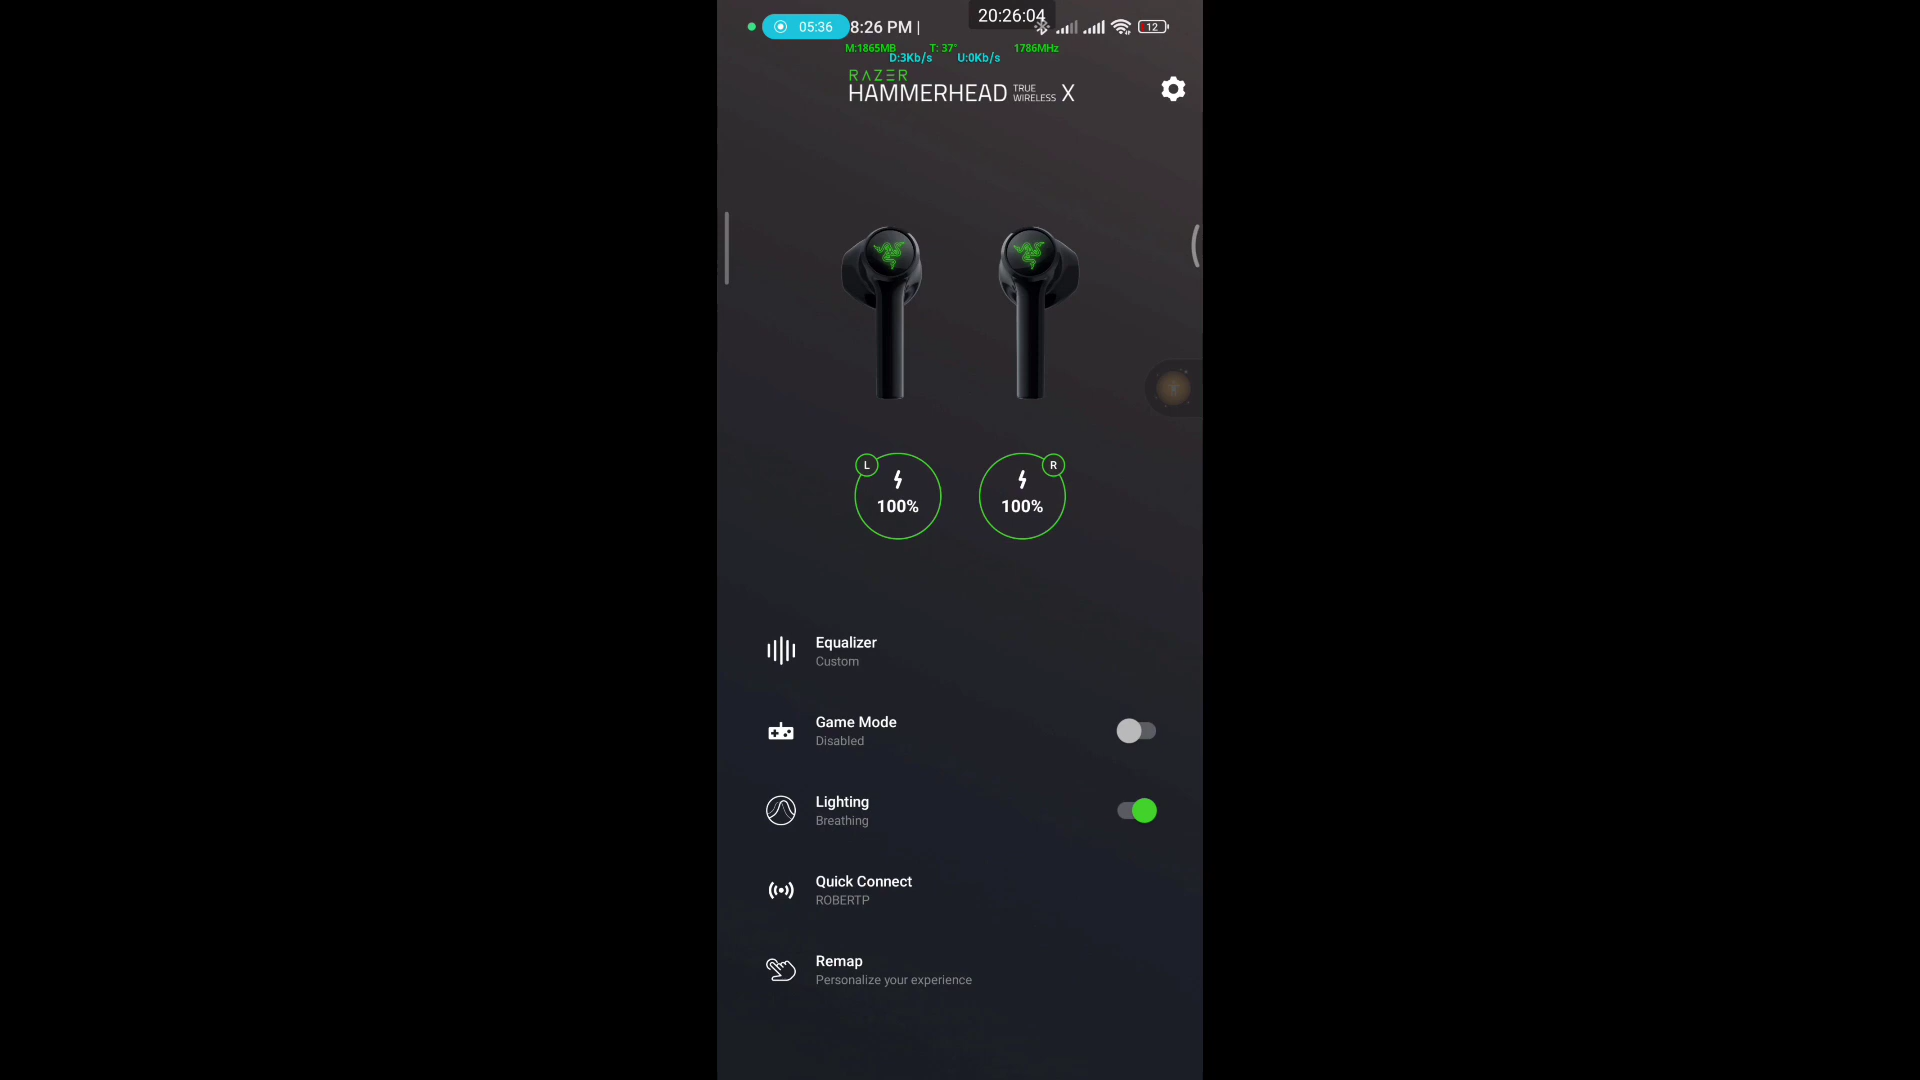 20:26:04
05:36 8:26 PM | 12
M:1865MB T: 37° 1786MHz
D:3Kb/s U:0Kb/s
RAZER
HAMMERHEAD TRUE WIRELESS X
L R
100% 100%
Equalizer
Custom
Game Mode
Disabled
Lighting
Breathing
Quick Connect
ROBERTP
Remap
Personalize your experience